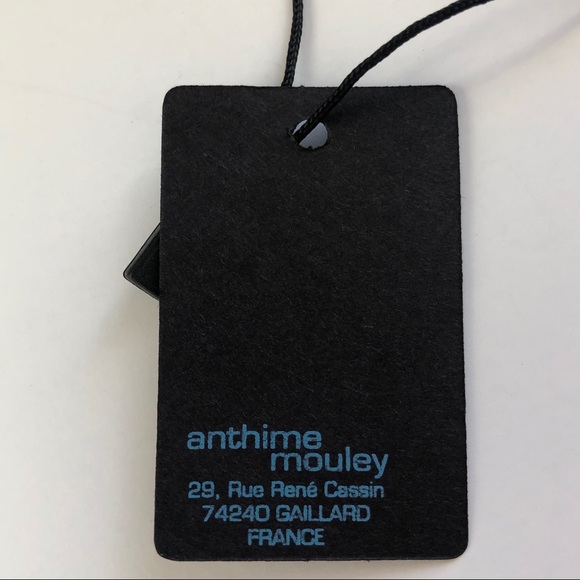 anthime
mouley
29, Rue René Cassin
74240 GAILLARD
FRANCE